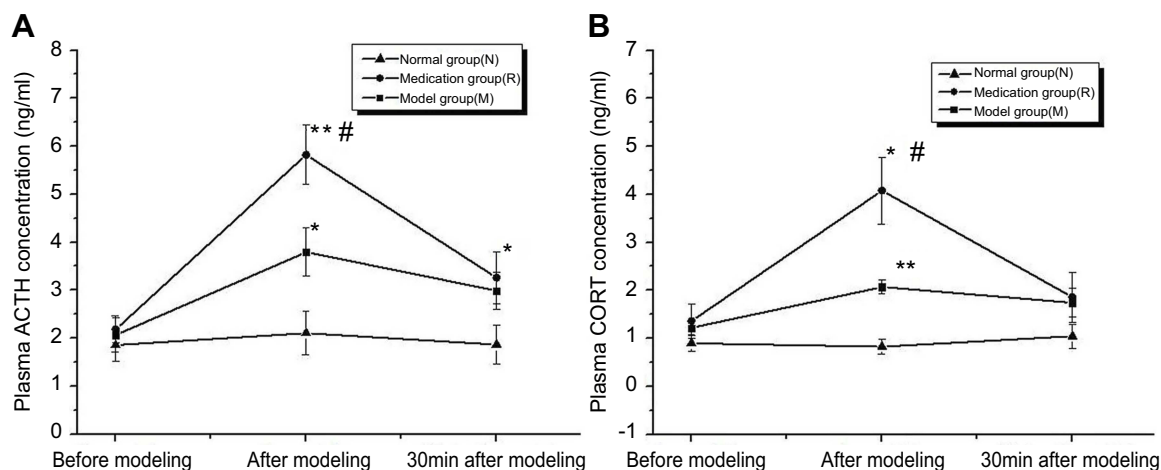 A
Plasma ACTH concentration (ng/ml)
8
7
6
5
4
3
2
1
0
Normal group(N)
Medication group(R)
Model group(M)
** #
*
*
Before modeling
After modeling
30min after modeling
B
Plasma CORT concentration (ng/ml)
7
6
5
4
3
2
1
0
-1
Normal group(N)
Medication group(R)
Model group(M)
* #
**
Before modeling
After modeling
30min after modeling